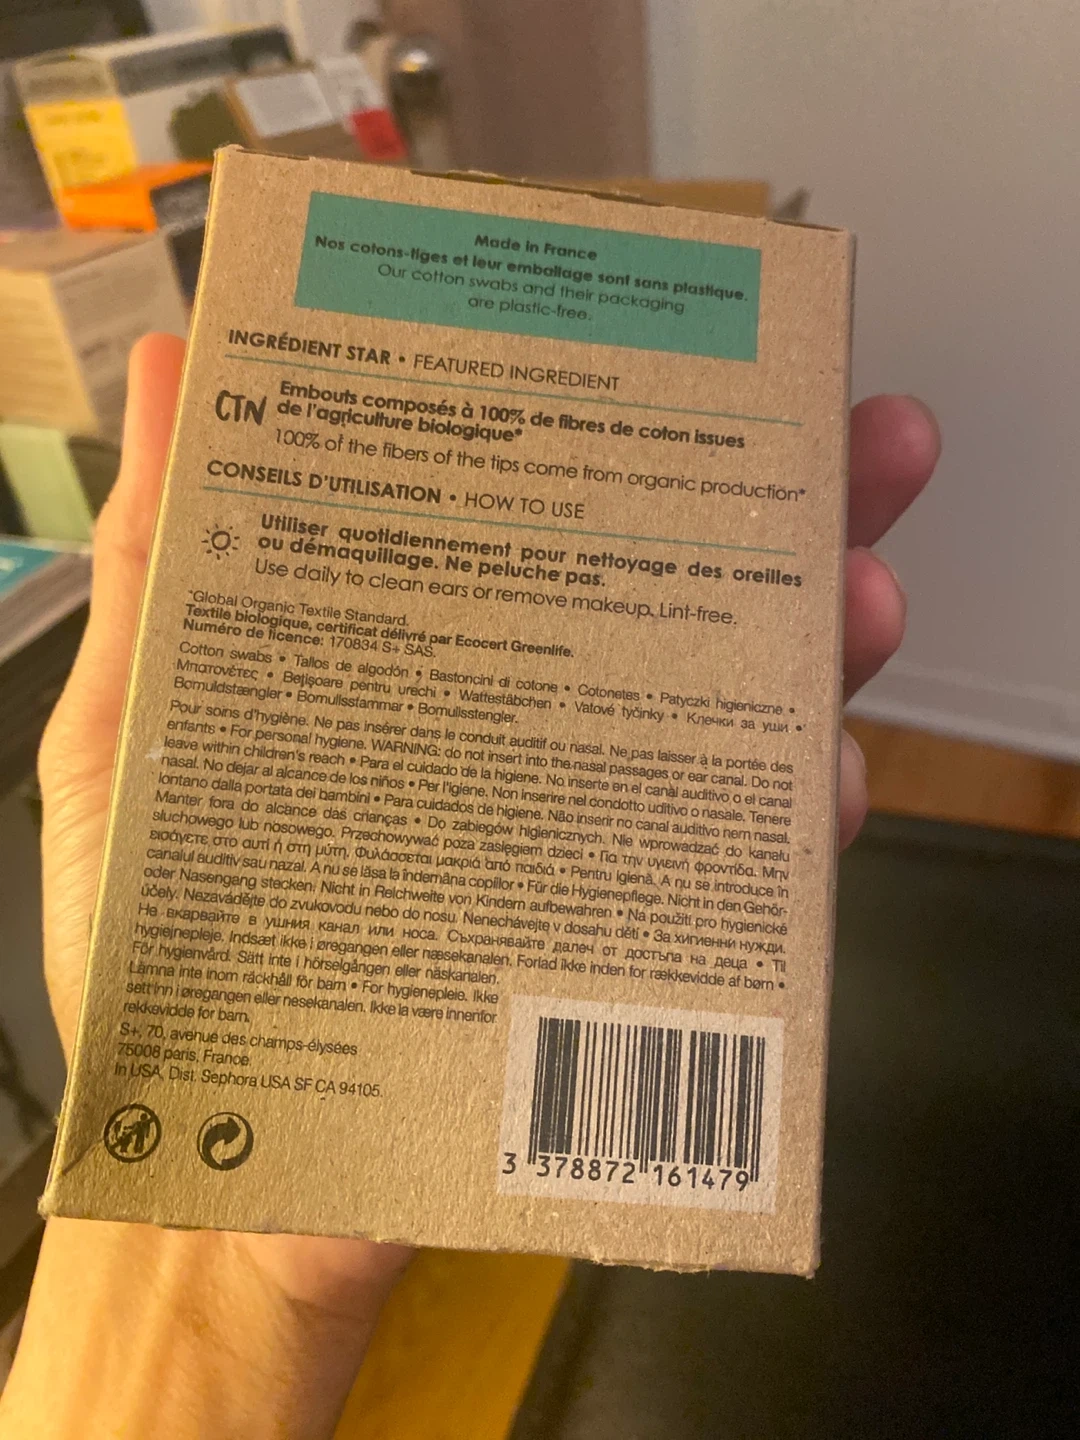 Made in France
Nos cotons-tiges et leur emballage sont sans plastique.
Our cotton swabs and their packaging
are plastic-free.
INGRÉDIENT STAR • FEATURED INGREDIENT
CTN
Embouts composés à 100% de fibres de coton issues
de l'agriculture biologique*
100% of the fibers of the tips come from organic production*
CONSEILS D'UTILISATION • HOW TO USE
Utiliser quotidiennement pour nettoyage des oreilles
ou démaquillage. Ne peluche pas.
Use daily to clean ears or remove makeup. Lint-free.
*Global Organic Textile Standard.
Textile biologique, certificat délivré par Ecocert Greenlife.
Numéro de licence: 170834 S+ SAS.
Cotton swabs • Tallos de algodón • Bastoncini di cotone • Cotonetes • Patyczki higieniczne •
Μπατονέτες • Beţişoare pentru urechi • Wattestäbchen • Vatové tyčinky • Клечки за уши •
Bomuldstængler • Bomullsstammar • Bomullsstengler.
Pour soins d'hygiène. Ne pas insérer dans le conduit auditif ou nasal. Ne pas laisser à la portée des
enfants • For personal hygiene. WARNING: do not insert into the nasal passages or ear canal. Do not
leave within children's reach • Para el cuidado de la higiene. No inserte en el canal auditivo o el canal
nasal. No dejar al alcance de los niños • Per l'igiene. Non inserire nel condotto uditivo o nasale. Tenere
lontano dalla portata dei bambini • Para cuidados de higiene. Não inserir no canal auditivo nem nasal.
Manter fora do alcance das crianças • Do zabiegów higienicznych. Nie wprowadzać do kanału
słuchowego lub nosowego. Przechowywać poza zasięgiem dzieci • Για την υγιεινή φροντίδα. Μην
εισάγετε στο αυτί ή στη μύτη. Φυλάσσεται μακριά από παιδιά • Pentru igienă. A nu se introduce în
canalul auditiv sau nazal. A nu se lăsa la îndemâna copiilor • Für die Hygienepflege. Nicht in den Gehör-
oder Nasengang stecken. Nicht in Reichweite von Kindern aufbewahren • Na použití pro hygienické
účely. Nezavádějte do zvukovodu nebo do nosu. Nenechávejte v dosahu dětí • За хигиенни нужди.
Не вкарвайте в ушния канал или носа. Съхранявайте далеч от достъпа на деца • Til
hygiejnepleje. Indsæt ikke i øregangen eller næsekanalen. Forlad ikke inden for rækkevidde af børn •
För hygienvård. Sätt inte i hörselgången eller näskanalen.
Lämna inte inom räckhåll för barn • For hygienepleie. Ikke
sett inn i øregangen eller nesekanalen. Ikke la være innenfor
rekkevidde for barn.
S+, 70, avenue des champs-élysées
75008 paris, France.
In USA, Dist. Sephora USA SF CA 94105.
3 378872 161479